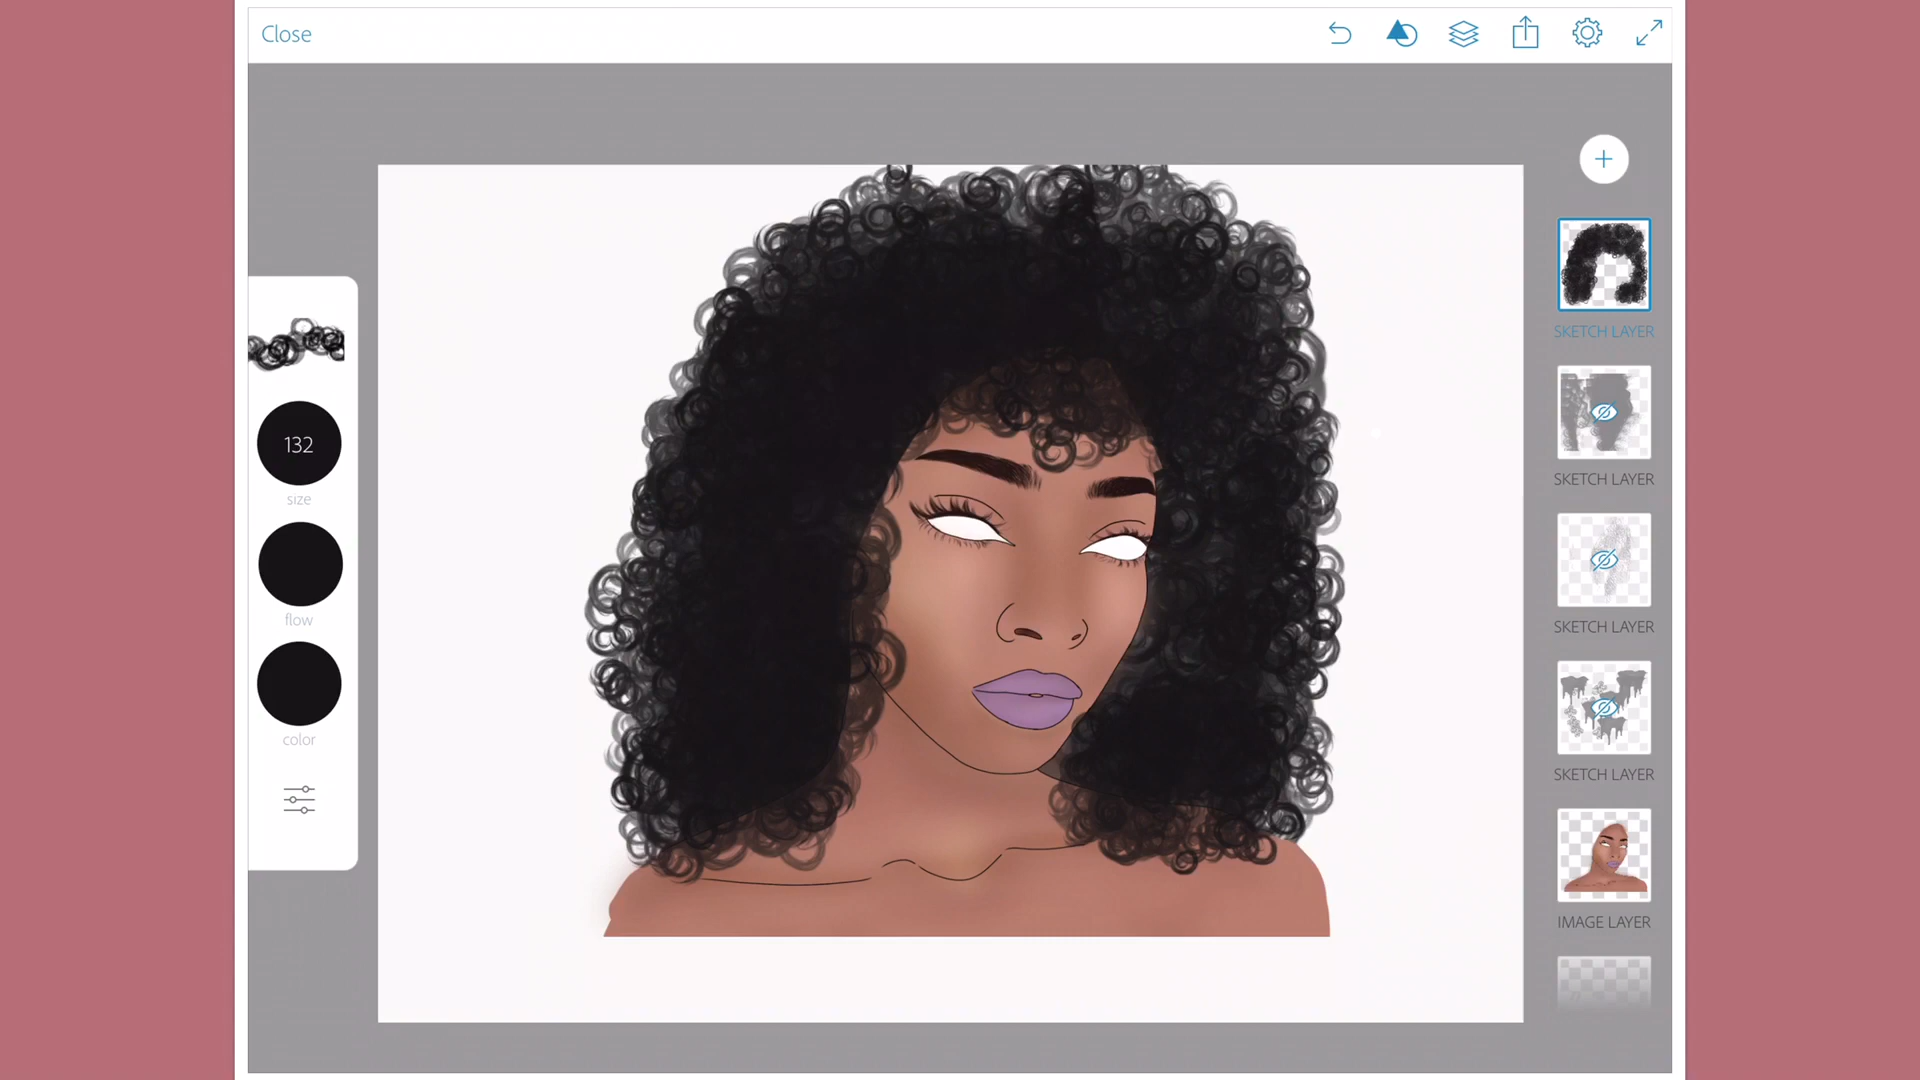 Close
132
size
flow
color
SKETCH LAYER
SKETCH LAYER
SKETCH LAYER
SKETCH LAYER
IMAGE LAYER